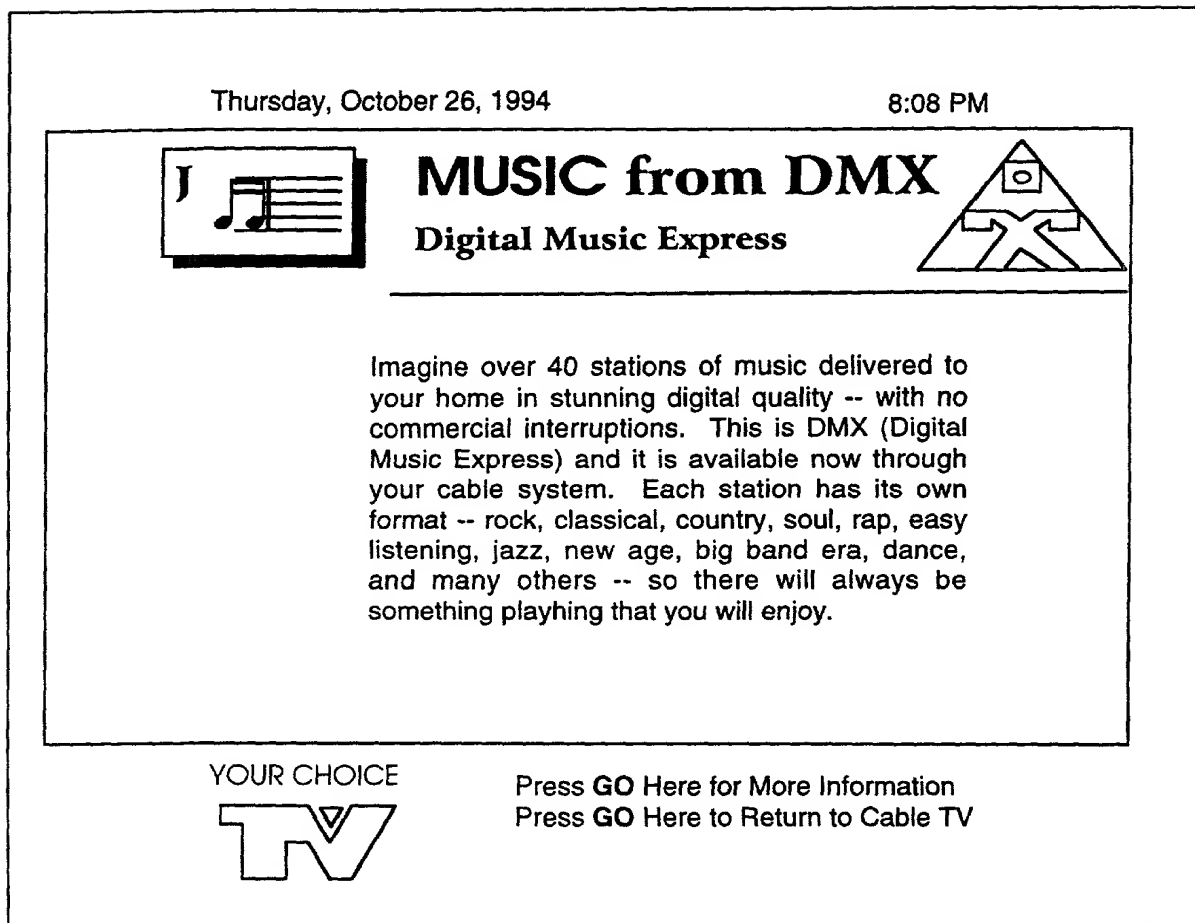 Thursday, October 26, 1994 8:08 PM
J
MUSIC from DMX
Digital Music Express
Imagine over 40 stations of music delivered to
your home in stunning digital quality -- with no
commercial interruptions. This is DMX (Digital
Music Express) and it is available now through
your cable system. Each station has its own
format -- rock, classical, country, soul, rap, easy
listening, jazz, new age, big band era, dance,
and many others -- so there will always be
something playhing that you will enjoy.
YOUR CHOICE
TV
Press GO Here for More Information
Press GO Here to Return to Cable TV